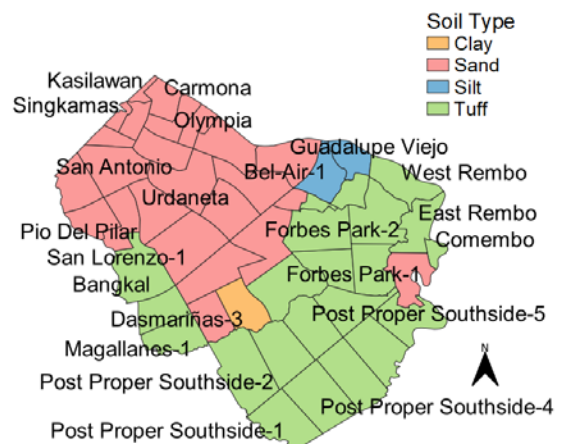 Soil Type
Clay
Sand
Silt
Tuff
Kasilawan
Carmona
Singkamas
Olympia
Guadalupe Viejo
San Antonio
Bel-Air-1
West Rembo
Urdaneta
East Rembo
Pio Del Pilar
Forbes Park-2
Comembo
San Lorenzo-1
Bangkal
Forbes Park-1
Dasmariñas-3
Post Proper Southside-5
Magallanes-1
N
Post Proper Southside-2
Post Proper Southside-4
Post Proper Southside-1